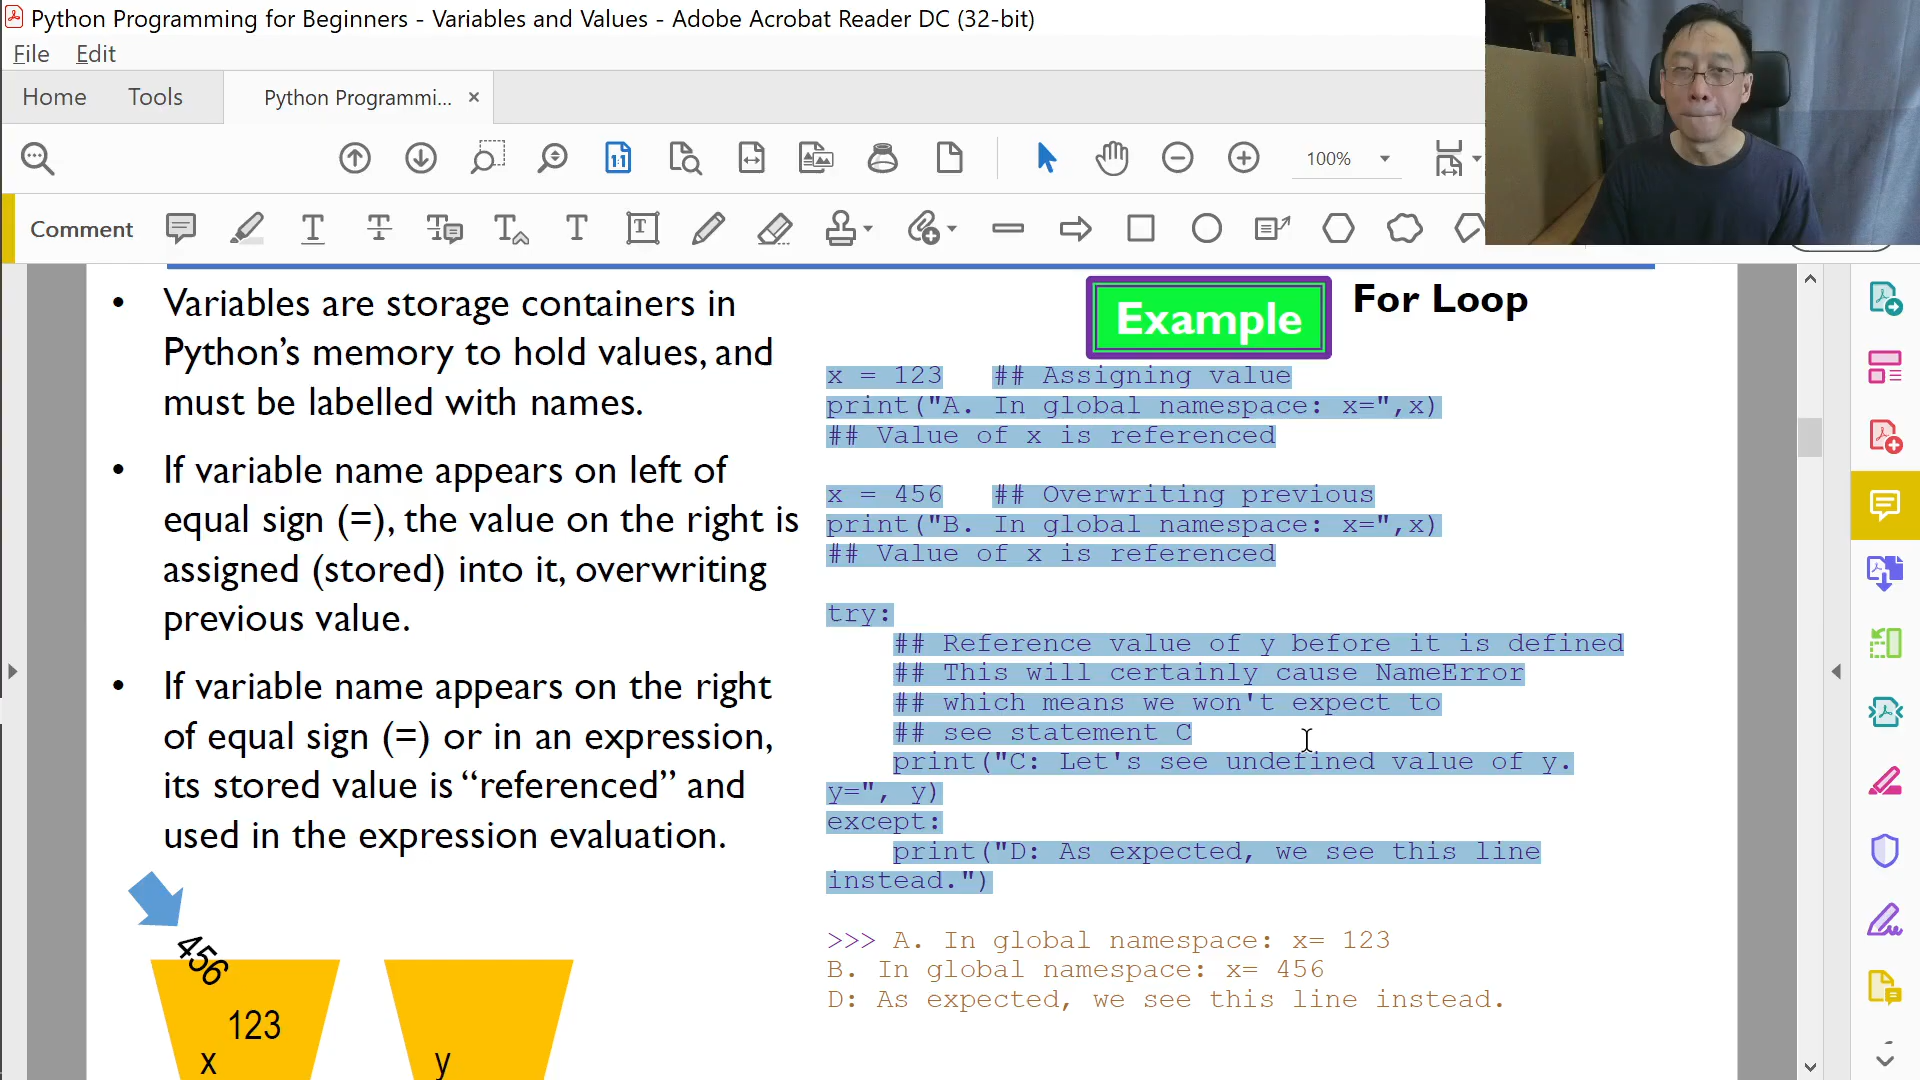 Python Programming for Beginners - Variables and Values - Adobe Acrobat Reader DC (32-bit)
File Edit
Home Tools Python Programmi... ×
1:1
100%
Comment
Example
For Loop
• Variables are storage containers in
Python’s memory to hold values, and
must be labelled with names.
• If variable name appears on left of
equal sign (=), the value on the right is
assigned (stored) into it, overwriting
previous value.
• If variable name appears on the right
of equal sign (=) or in an expression,
its stored value is “referenced” and
used in the expression evaluation.
456
123
x
y
x = 123   ## Assigning value
print("A. In global namespace: x=",x)
## Value of x is referenced
x = 456   ## Overwriting previous
print("B. In global namespace: x=",x)
## Value of x is referenced
try:
    ## Reference value of y before it is defined
    ## This will certainly cause NameError
    ## which means we won't expect to
    ## see statement C
    print("C: Let's see undefined value of y.
y=", y)
except:
    print("D: As expected, we see this line
instead.")
>>> A. In global namespace: x= 123
B. In global namespace: x= 456
D: As expected, we see this line instead.